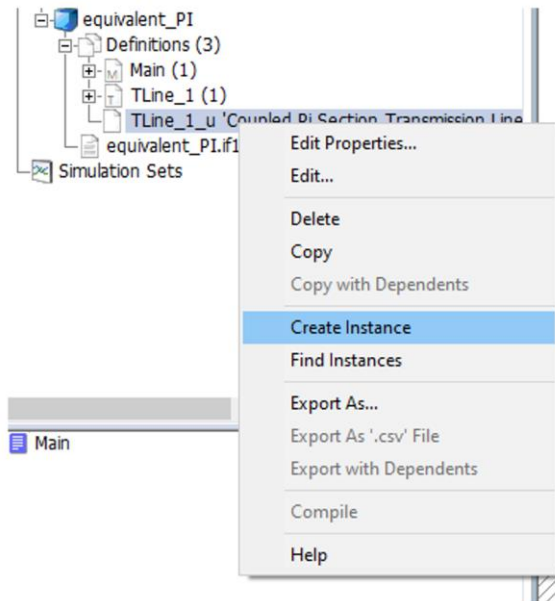 equivalent_PI
Definitions (3)
Main (1)
TLine_1 (1)
TLine_1_u 'Coupled Pi Section Transmission Line
equivalent_PI.if1
Simulation Sets
Edit Properties...
Edit...
Delete
Copy
Copy with Dependents
Create Instance
Find Instances
Export As...
Export As '.csv' File
Export with Dependents
Compile
Help
Main